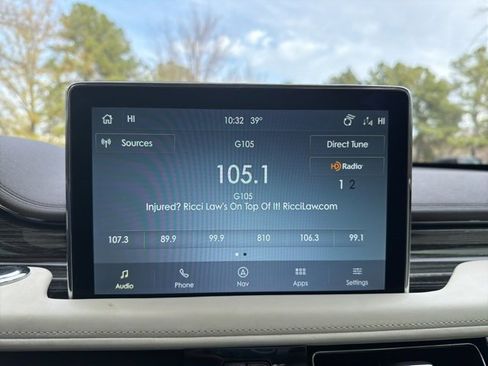 HI 10:32 39° HI
Sources G105 Direct Tune
105.1 HD Radio
G105 1 2
Injured? Ricci Law's On Top Of It! RicciLaw.com
107.3 89.9 99.9 810 106.3 99.1
Audio Phone Nav Apps Settings